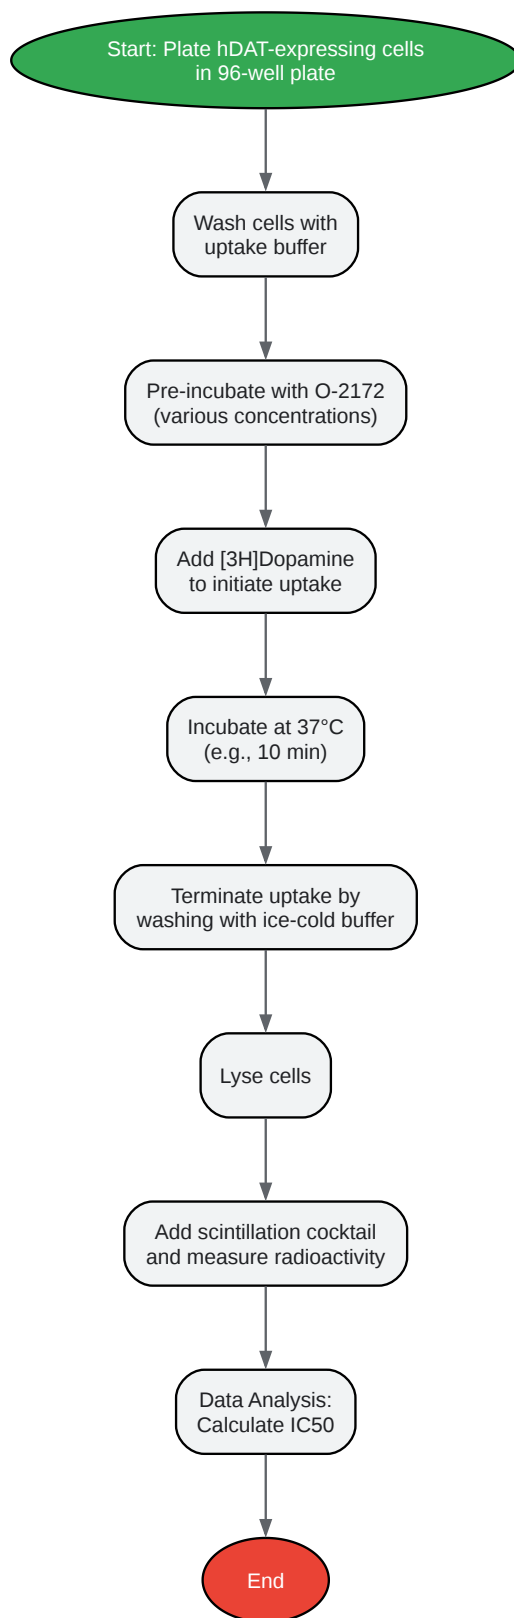 Start: Plate hDAT-expressing cells
in 96-well plate
Wash cells with
uptake buffer
Pre-incubate with O-2172
(various concentrations)
Add [3H]Dopamine
to initiate uptake
Incubate at 37°C
(e.g., 10 min)
Terminate uptake by
washing with ice-cold buffer
Lyse cells
Add scintillation cocktail
and measure radioactivity
Data Analysis:
Calculate IC50
End